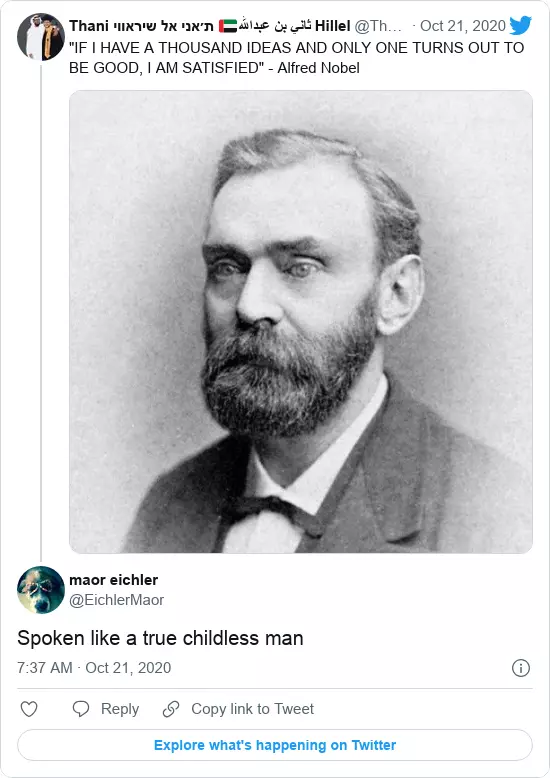 Thani ת׳אני אל שיראווי 🇦🇪ثاني بن عبدالله Hillel @Th… · Oct 21, 2020
"IF I HAVE A THOUSAND IDEAS AND ONLY ONE TURNS OUT TO
BE GOOD, I AM SATISFIED" - Alfred Nobel
maor eichler
@EichlerMaor
Spoken like a true childless man
7:37 AM · Oct 21, 2020
Reply
Copy link to Tweet
Explore what's happening on Twitter